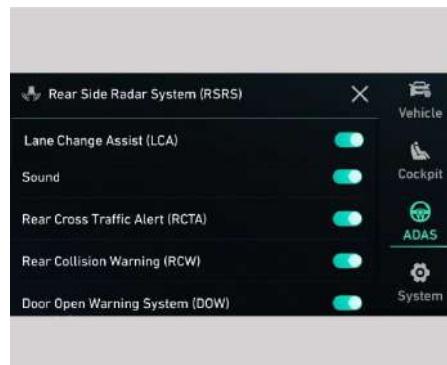 Rear Side Radar System (RSRS)
Lane Change Assist (LCA)
Sound
Rear Cross Traffic Alert (RCTA)
Rear Collision Warning (RCW)
Door Open Warning System (DOW)
Vehicle
Cockpit
ADAS
System